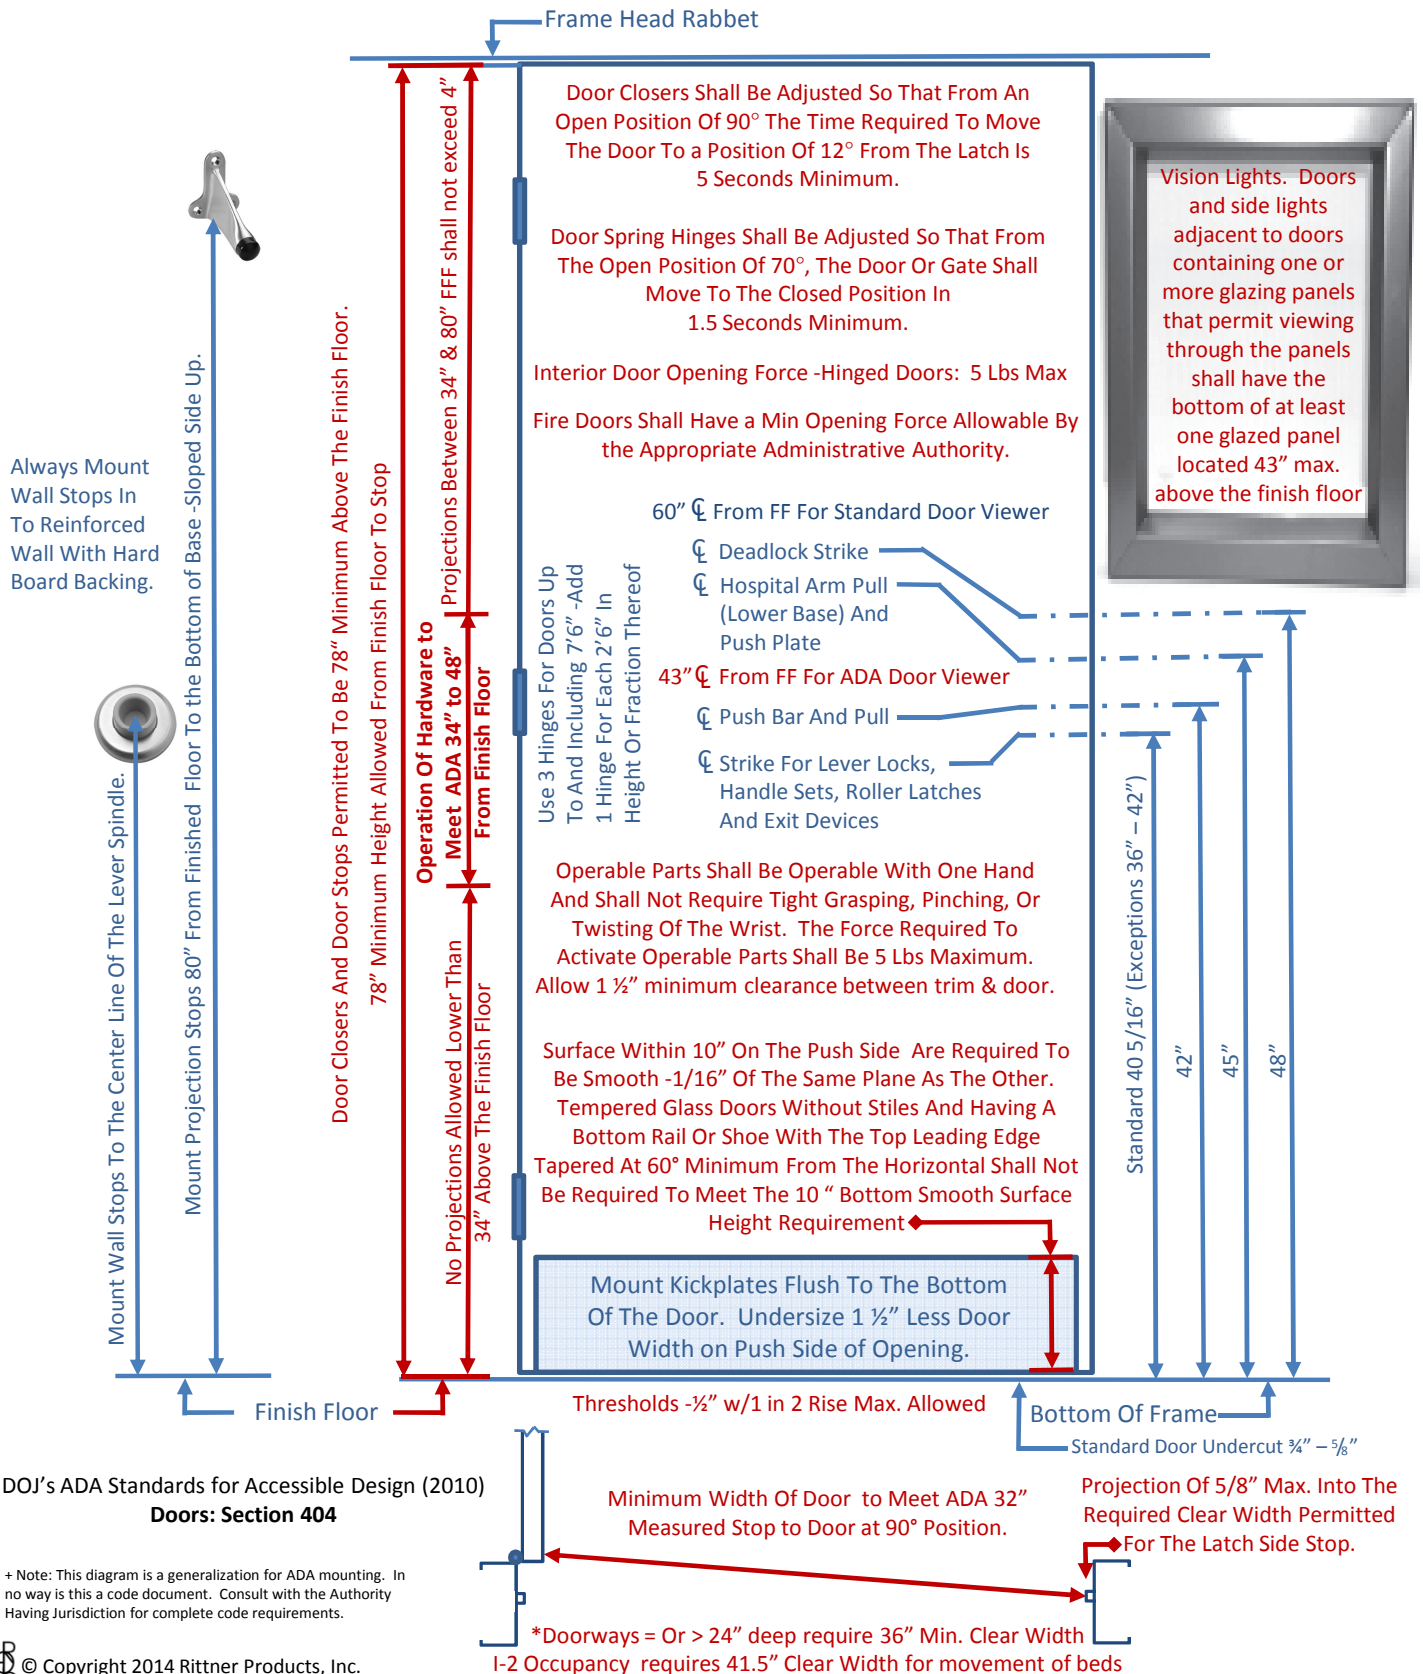 Frame Head Rabbet
Door Closers Shall Be Adjusted So That From An
Open Position Of 90° The Time Required To Move
The Door To a Position Of 12° From The Latch Is
5 Seconds Minimum.
Door Spring Hinges Shall Be Adjusted So That From
The Open Position Of 70°, The Door Or Gate Shall
Move To The Closed Position In
1.5 Seconds Minimum.
Interior Door Opening Force -Hinged Doors:  5 Lbs Max
Fire Doors Shall Have a Min Opening Force Allowable By
the Appropriate Administrative Authority.
Vision Lights.  Doors
and side lights
adjacent to doors
containing one or
more glazing panels
that permit viewing
through the panels
shall have the
bottom of at least
one glazed panel
located 43” max.
above the finish floor
Always Mount
Wall Stops In
To Reinforced
Wall With Hard
Board Backing.
Mount Wall Stops To The Center Line Of The Lever Spindle.
Mount Projection Stops 80” From Finished  Floor To the Bottom of Base -Sloped Side Up.
Door Closers And Door Stops Permitted To Be 78“ Minimum Above The Finish Floor.
78” Minimum Height Allowed From Finish Floor To Stop
Projections Between 34” & 80” FFF shall not exceed 4”
Operation Of Hardware to
Meet  ADA 34” to 48”
From Finish Floor
No Projections Allowed Lower Than
34” Above The Finish Floor
Use 3 Hinges For Doors Up
To And Including 7’6” -Add
1 Hinge For Each 2’6” In
Height Or Fraction Thereof
60” ℄ From FF For Standard Door Viewer
℄ Deadlock Strike
℄ Hospital Arm Pull
(Lower Base) And
Push Plate
43” ℄ From FF For ADA Door Viewer
℄ Push Bar And Pull
℄ Strike For Lever Locks,
Handle Sets, Roller Latches
And Exit Devices
Standard 40 5/16” (Exceptions 36” – 42”)
42”
45”
48”
Operable Parts Shall Be Operable With One Hand
And Shall Not Require Tight Grasping, Pinching, Or
Twisting Of The Wrist.  The Force Required To
Activate Operable Parts Shall Be 5 Lbs Maximum.
Allow 1 ½” minimum clearance between trim & door.
Surface Within 10” On The Push Side  Are Required To
Be Smooth -1/16” Of The Same Plane As The Other.
Tempered Glass Doors Without Stiles And Having A
Bottom Rail Or Shoe With The Top Leading Edge
Tapered At 60° Minimum From The Horizontal Shall Not
Be Required To Meet The 10 “ Bottom Smooth Surface
Height Requirement
Mount Kickplates Flush To The Bottom
Of The Door.  Undersize 1 ½” Less Door
Width on Push Side of Opening.
Finish Floor
Thresholds -½” w/1 in 2 Rise Max. Allowed
Bottom Of Frame
Standard Door Undercut ¾” – ⅝”
DOJ’s ADA Standards for Accessible Design (2010)
Doors: Section 404
Minimum Width Of Door  to Meet ADA 32”
Measured Stop to Door at 90° Position.
Projection Of 5/8” Max. Into The
Required Clear Width Permitted
For The Latch Side Stop.
+ Note: This diagram is a generalization for ADA mounting.  In
no way is this a code document.  Consult with the Authority
Having Jurisdiction for complete code requirements.
*Doorways = Or > 24” deep require 36” Min. Clear Width
I-2 Occupancy  requires 41.5” Clear Width for movement of beds
© Copyright 2014 Rittner Products, Inc.